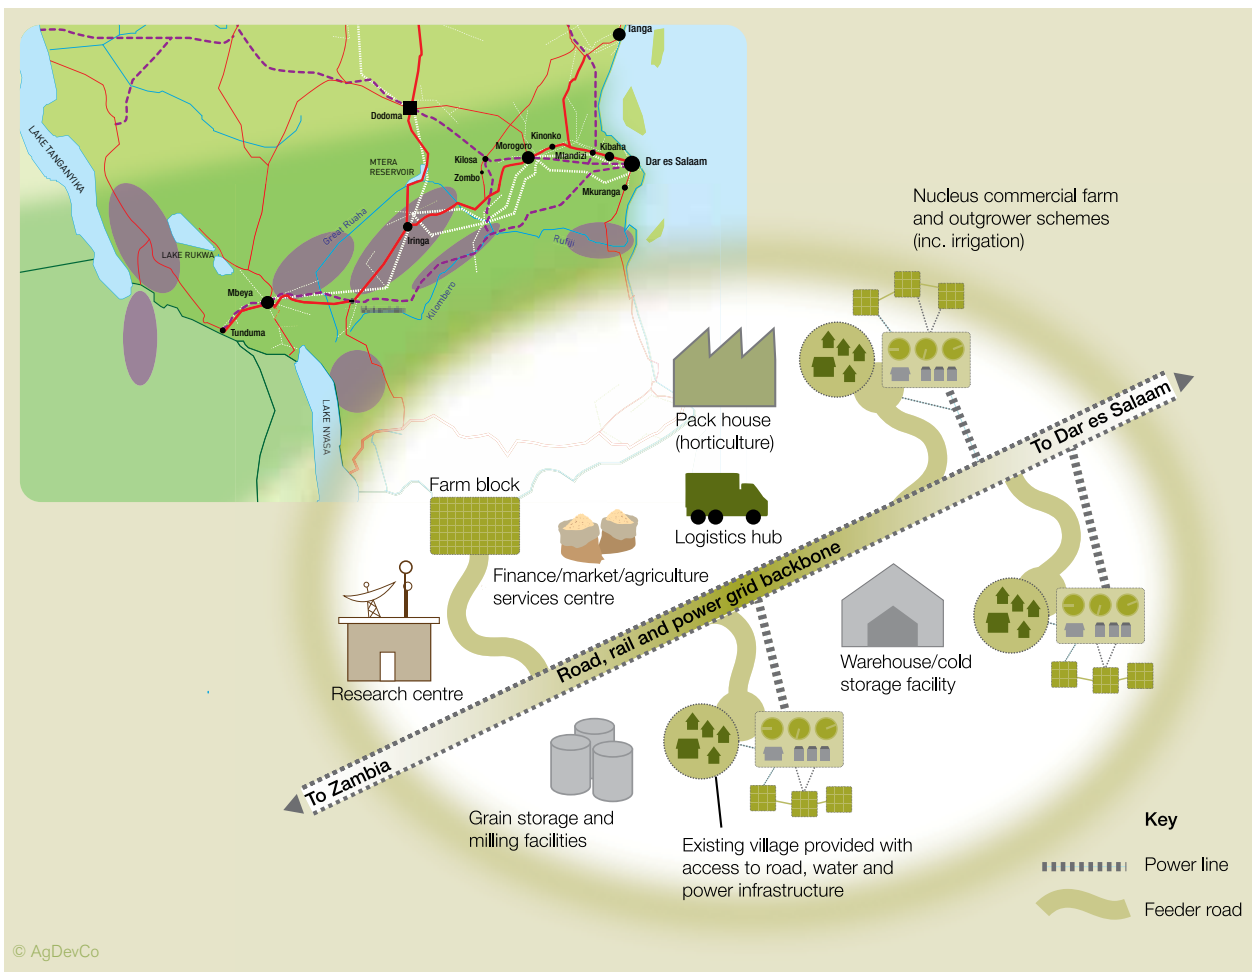 Tanga
Dodoma
Kinonko
Morogoro
Kibaha
Mlandizi
Dar es Salaam
Kilosa
Zombo
MTERA
RESERVOIR
Mkuranga
LAKE TANGANYIKA
Great Ruaha
Iringa
Rufiji
LAKE RUKWA
Mbeya
Kilombero
Tunduma
LAKE NYASA
Nucleus commercial farm
and outgrower schemes
(inc. irrigation)
Pack house
(horticulture)
To Dar es Salaam
Farm block
Logistics hub
Finance/market/agriculture
services centre
Road, rail and power grid backbone
Research centre
Warehouse/cold
storage facility
To Zambia
Grain storage and
milling facilities
Existing village provided with
access to road, water and
power infrastructure
Key
Power line
Feeder road
© AgDevCo